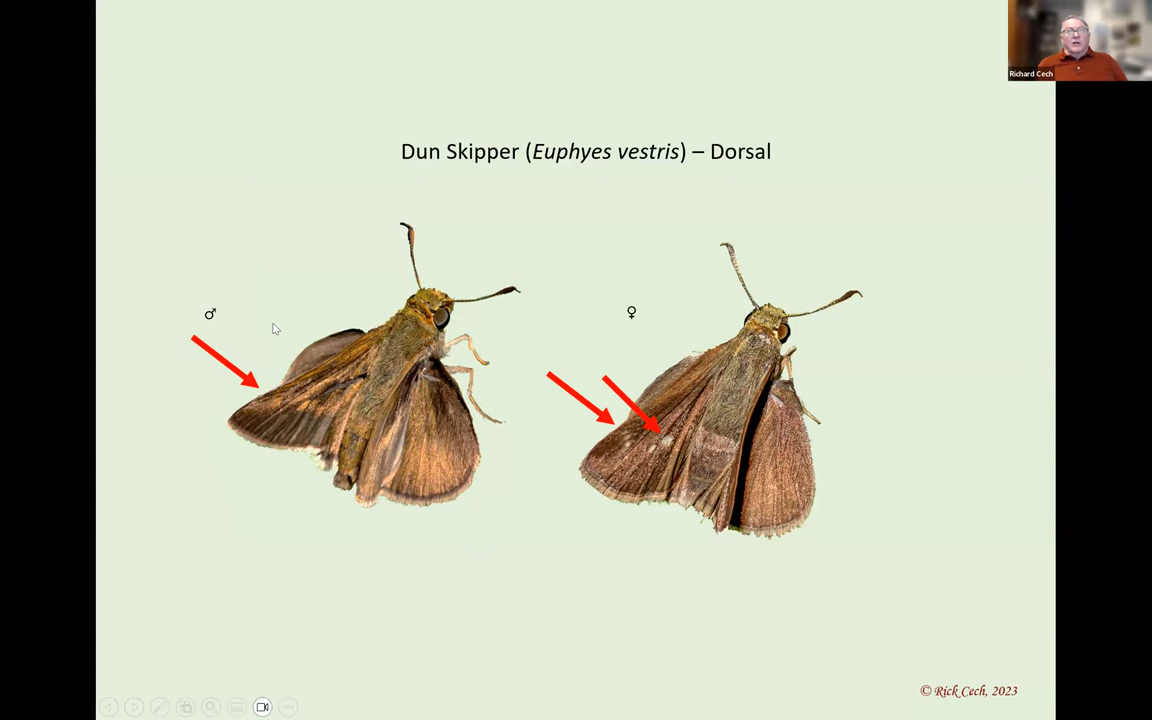 Richard Cech
Dun Skipper (Euphyes vestris) – Dorsal
♂
♀
© Rick Cech, 2023